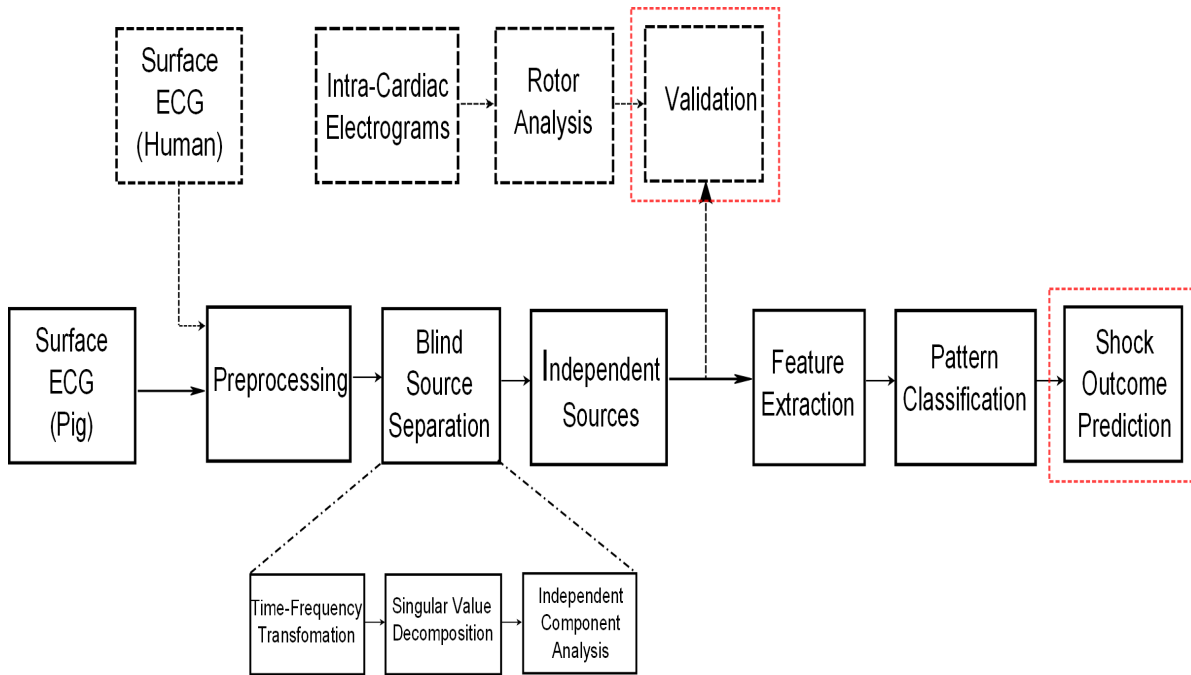 Surface
ECG
(Human)
Intra-Cardiac
Electrograms
Rotor
Analysis
Validation
Surface
ECG
(Pig)
Preprocessing
Blind
Source
Separation
Independent
Sources
Feature
Extraction
Pattern
Classification
Shock
Outcome
Prediction
Time-Frequency
Transfomation
Singular Value
Decomposition
Independent
Component
Analysis